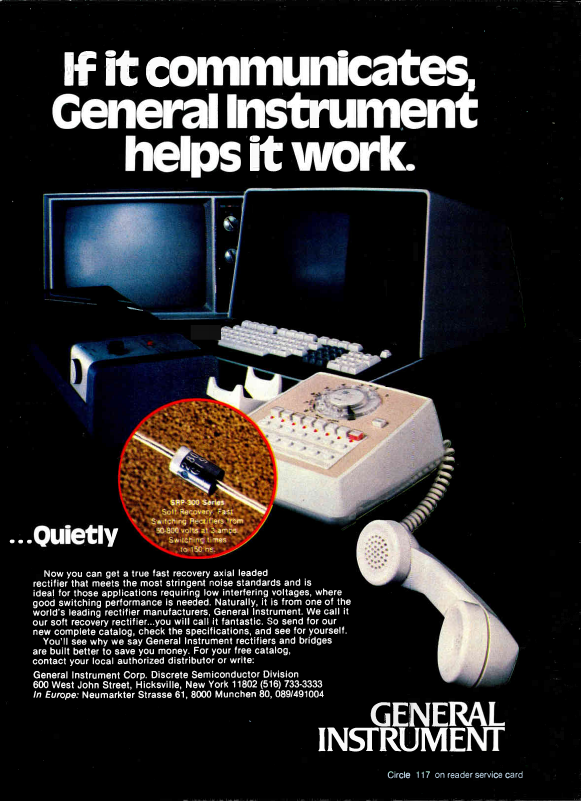 If it communicates,
General Instrument
helps it work.
SRP 300 Series
Soft Recovery, Fast
Switching Rectifiers from
50-800 volts at 3 amps.
Switching times
to 150 ns.
...Quietly
Now you can get a true fast recovery axial leaded
rectifier that meets the most stringent noise standards and is
ideal for those applications requiring low interfering voltages, where
good switching performance is needed. Naturally, it is from one of the
world's leading rectifier manufacturers, General Instrument. We call it
our soft recovery rectifier...you will call it fantastic. So send for our
new complete catalog, check the specifications, and see for yourself.
You'll see why we say General Instrument rectifiers and bridges
are built better to save you money. For your free catalog,
contact your local authorized distributor or write:
General Instrument Corp. Discrete Semiconductor Division
600 West John Street, Hicksville, New York 11802 (516) 733-3333
In Europe: Neumarkter Strasse 61, 8000 Munchen 80, 089/491004
GENERAL
INSTRUMENT
Circle 117 on reader service card